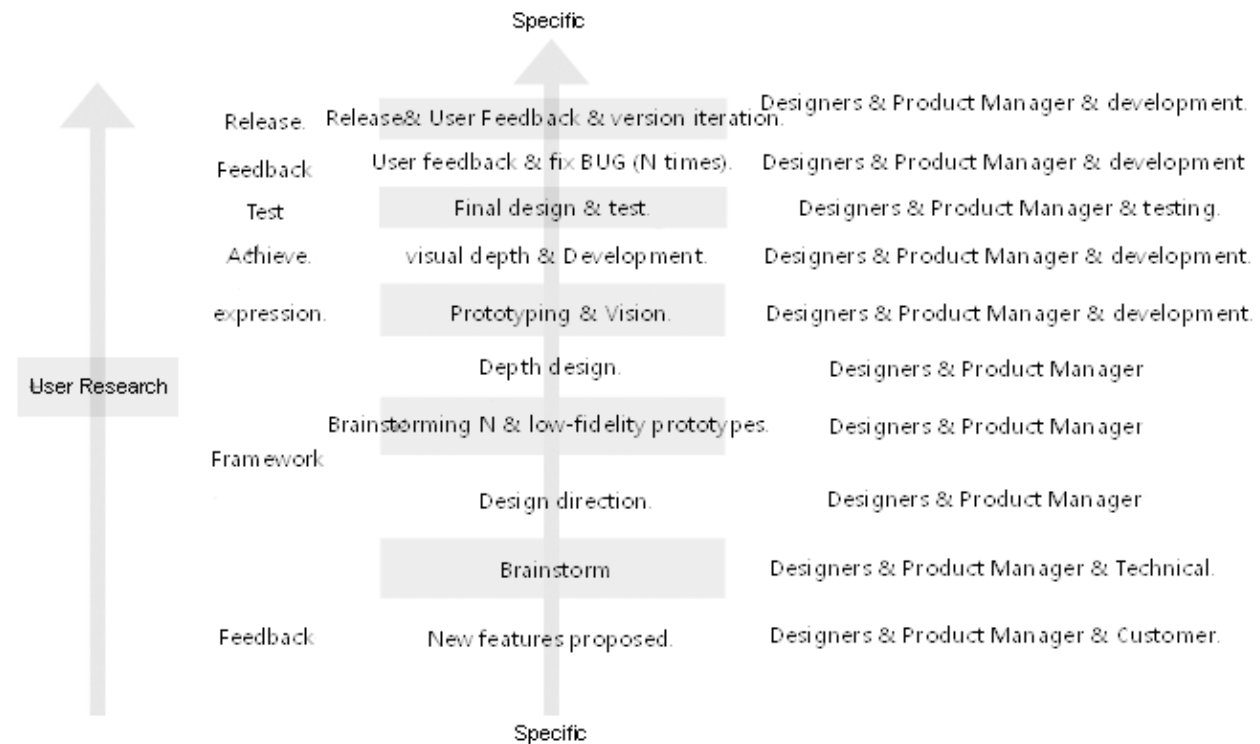 Specific
Release.
Release& User Feedback & version iteration.
Designers & Product Manager & development.
Feedback
User feedback & fix BUG (N times).
Designers & Product Manager & development
Test
Final design & test.
Designers & Product Manager & testing.
Achieve.
visual depth & Development.
Designers & Product Manager & development.
expression.
Prototyping & Vision.
Designers & Product Manager & development.
User Research
Depth design.
Designers & Product Manager
Brainstorming N & low-fidelity prototypes.
Designers & Product Manager
Framework
Design direction.
Designers & Product Manager
Brainstorm
Designers & Product Manager & Technical.
Feedback
New features proposed.
Designers & Product Manager & Customer.
Specific